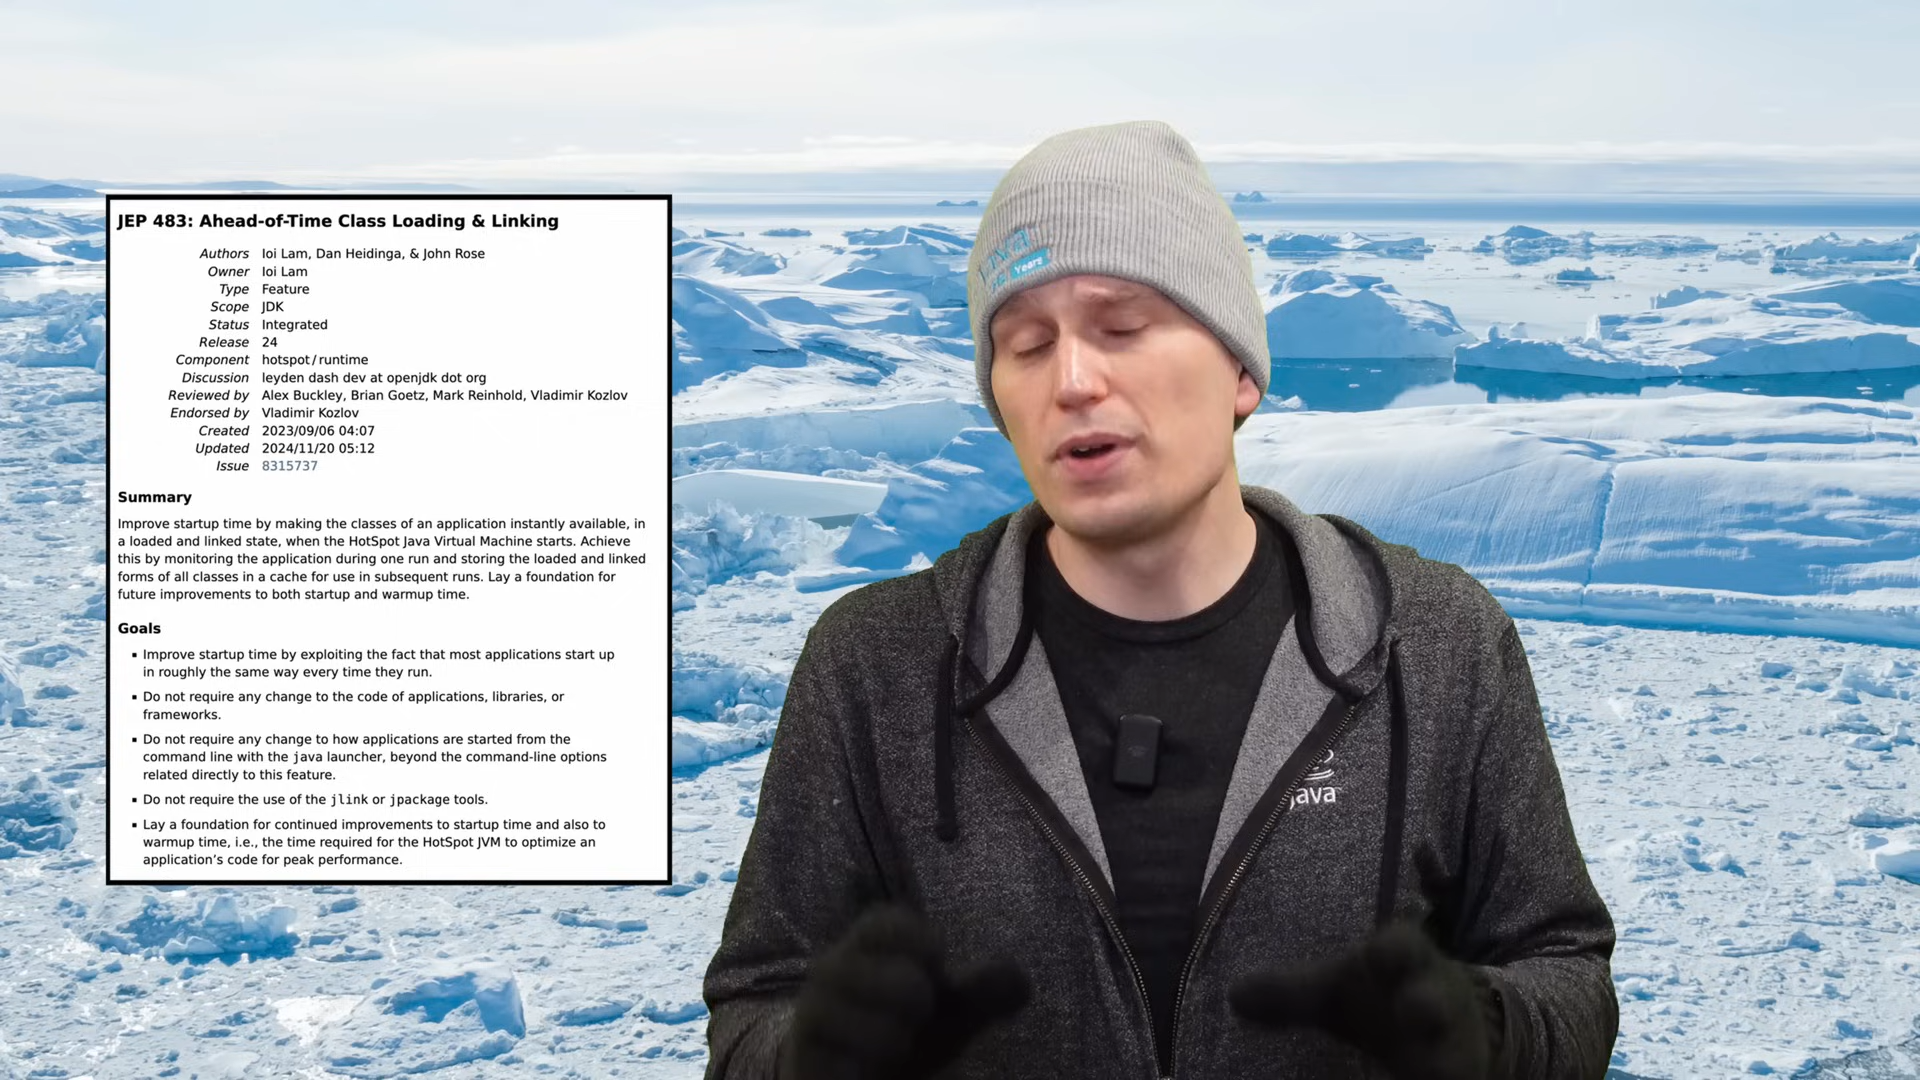 JEP 483: Ahead-of-Time Class Loading & Linking
Authors Ioi Lam, Dan Heidinga, & John Rose
Owner Ioi Lam
Type Feature
Scope JDK
Status Integrated
Release 24
Component hotspot / runtime
Discussion leyden dash dev at openjdk dot org
Reviewed by Alex Buckley, Brian Goetz, Mark Reinhold, Vladimir Kozlov
Endorsed by Vladimir Kozlov
Created 2023/09/06 04:07
Updated 2024/11/20 05:12
Issue 8315737
Summary
Improve startup time by making the classes of an application instantly available, in
a loaded and linked state, when the HotSpot Java Virtual Machine starts. Achieve
this by monitoring the application during one run and storing the loaded and linked
forms of all classes in a cache for use in subsequent runs. Lay a foundation for
future improvements to both startup and warmup time.
Goals
▪ Improve startup time by exploiting the fact that most applications start up
in roughly the same way every time they run.
▪ Do not require any change to the code of applications, libraries, or
frameworks.
▪ Do not require any change to how applications are started from the
command line with the java launcher, beyond the command-line options
related directly to this feature.
▪ Do not require the use of the jlink or jpackage tools.
▪ Lay a foundation for continued improvements to startup time and also to
warmup time, i.e., the time required for the HotSpot JVM to optimize an
application's code for peak performance.
Years
java